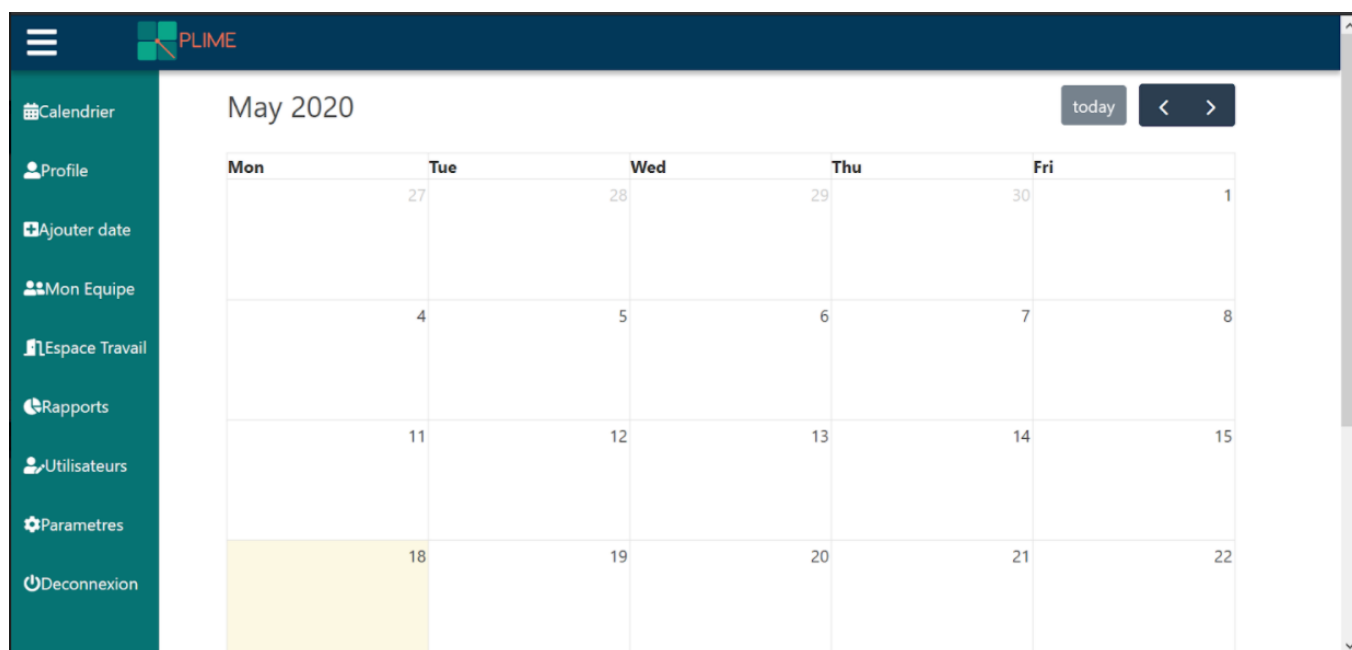 PLIME
Calendrier
Profile
Ajouter date
Mon Equipe
Espace Travail
Rapports
Utilisateurs
Parametres
Deconnexion
May 2020
today
Mon Tue Wed Thu Fri
27 28 29 30 1
4 5 6 7 8
11 12 13 14 15
18 19 20 21 22